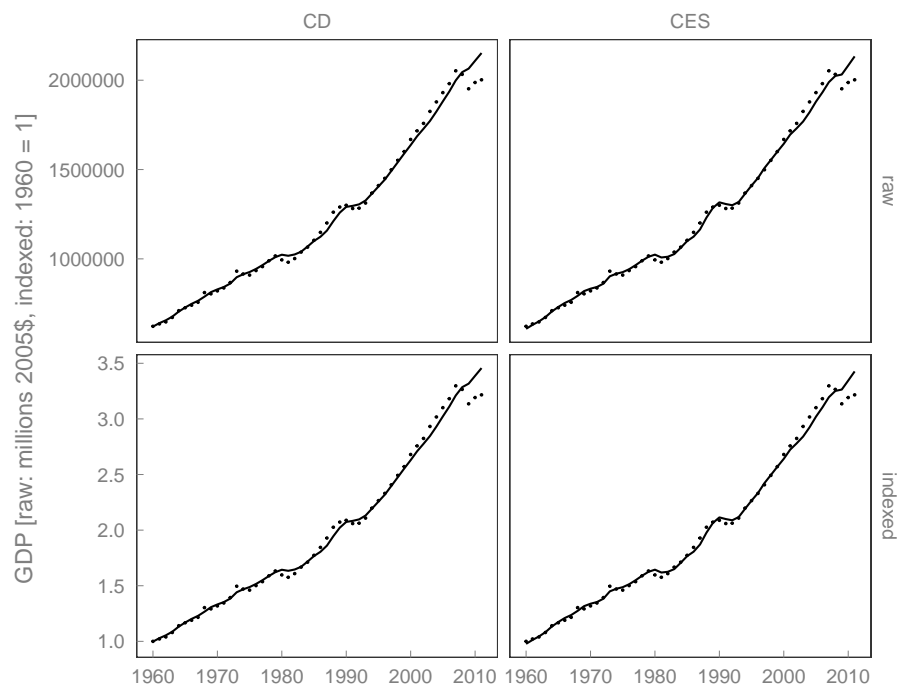 CD
CES
GDP [raw: millions 2005$, indexed: 1960 = 1]
2000000
1500000
1000000
raw
3.5
3.0
2.5
2.0
1.5
1.0
indexed
1960 1970 1980 1990 2000 2010 1960 1970 1980 1990 2000 2010